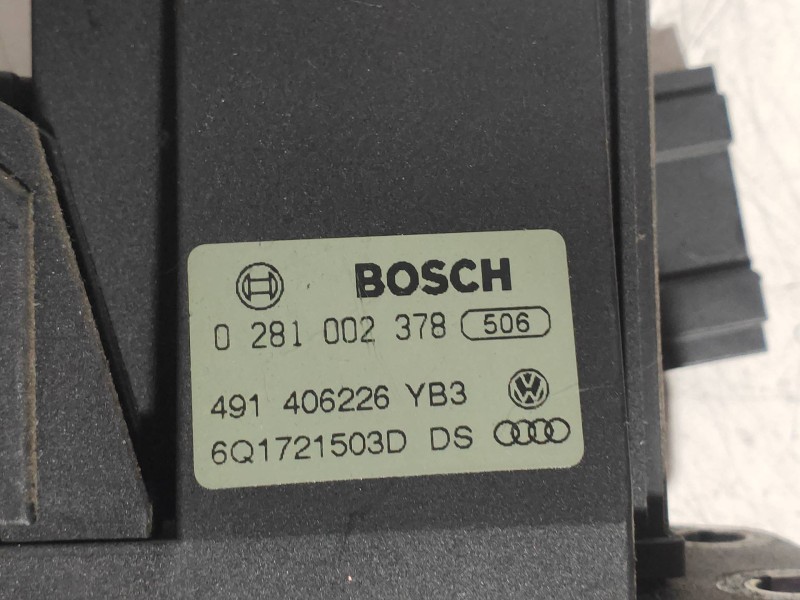 BOSCH
0 281 002 378 506
491 406226 YB3
6Q1721503D DS